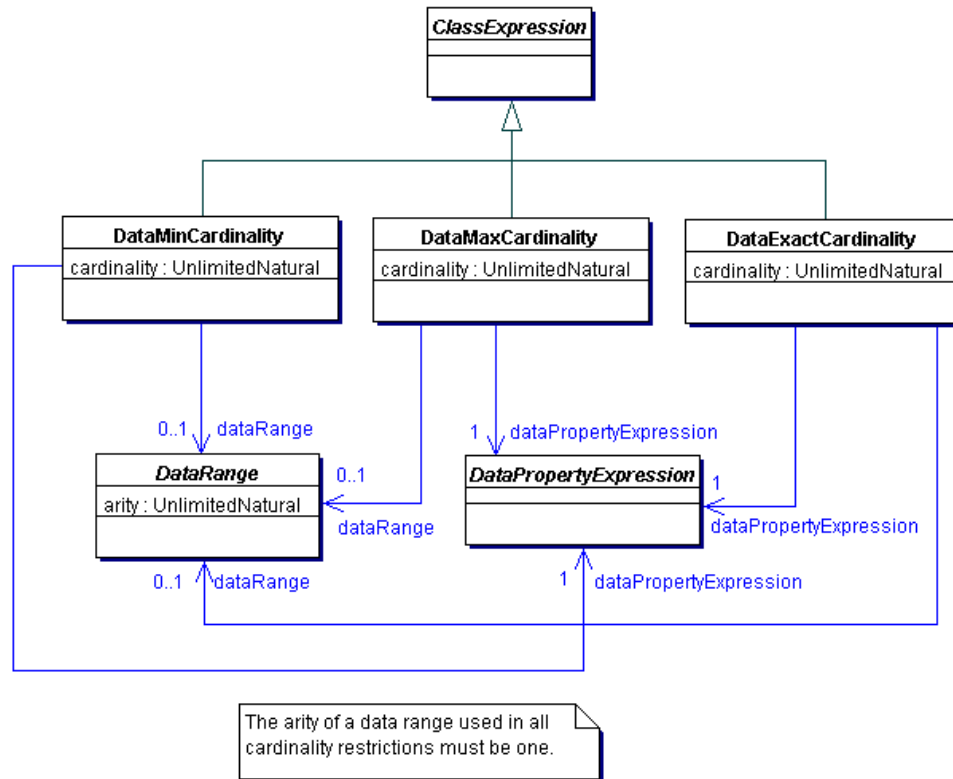 ClassExpression
DataMinCardinality
cardinality : UnlimitedNatural
DataMaxCardinality
cardinality : UnlimitedNatural
DataExactCardinality
cardinality : UnlimitedNatural
0..1 dataRange
1 dataPropertyExpression
DataRange
arity : UnlimitedNatural
0..1
dataRange
DataPropertyExpression
1
dataPropertyExpression
0..1 dataRange
1 dataPropertyExpression
The arity of a data range used in all
cardinality restrictions must be one.